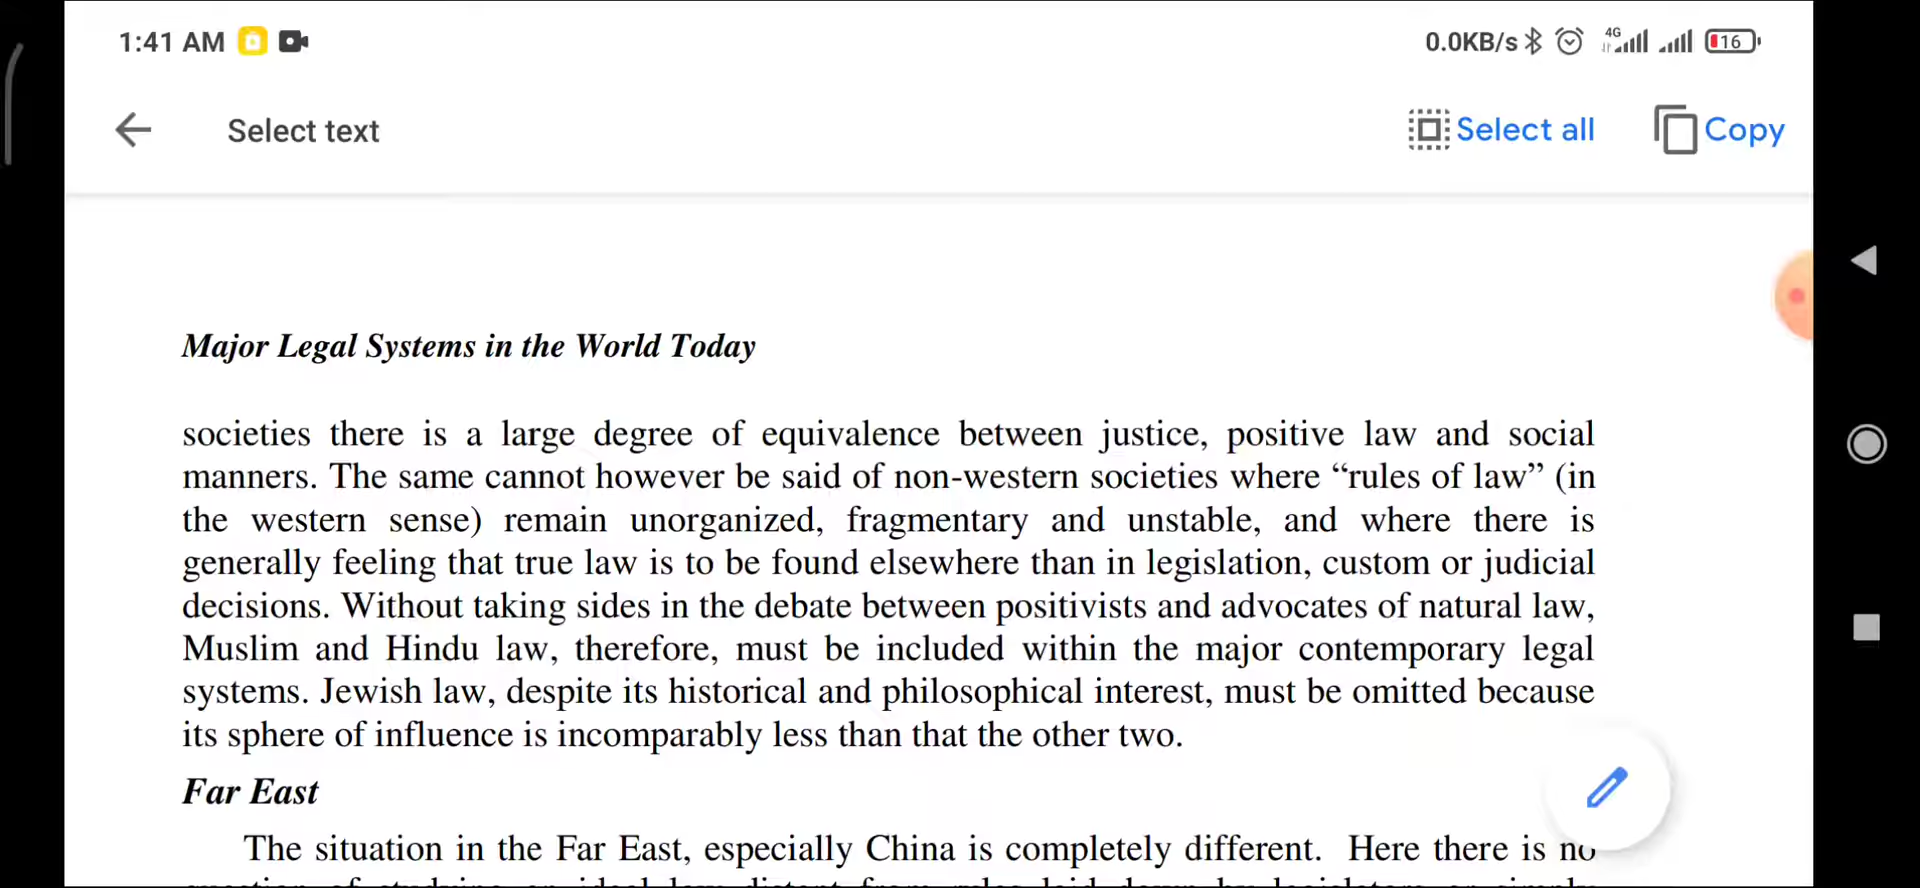 1:41 AM
0.0KB/s 4G 16
Select text
Select all
Copy
Major Legal Systems in the World Today
societies there is a large degree of equivalence between justice, positive law and social
manners. The same cannot however be said of non-western societies where “rules of law” (in
the western sense) remain unorganized, fragmentary and unstable, and where there is
generally feeling that true law is to be found elsewhere than in legislation, custom or judicial
decisions. Without taking sides in the debate between positivists and advocates of natural law,
Muslim and Hindu law, therefore, must be included within the major contemporary legal
systems. Jewish law, despite its historical and philosophical interest, must be omitted because
its sphere of influence is incomparably less than that the other two.
Far East
The situation in the Far East, especially China is completely different. Here there is no